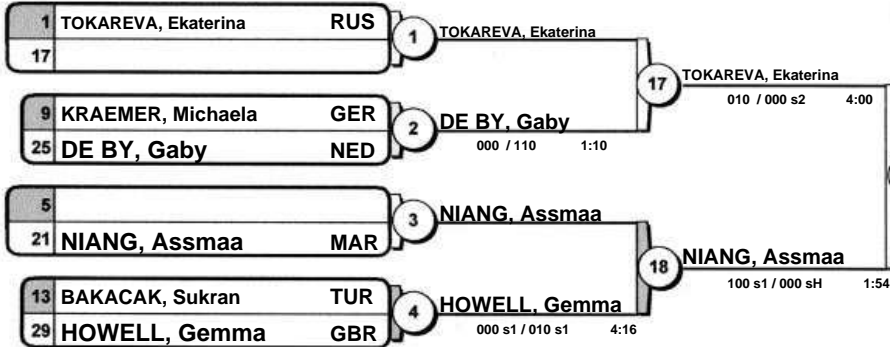 1 TOKAREVA, Ekaterina RUS
17
1
TOKAREVA, Ekaterina
9 KRAEMER, Michaela GER
25 DE BY, Gaby NED
2
DE BY, Gaby
000 / 110 1:10
17
TOKAREVA, Ekaterina
010 / 000 s2 4:00
5
21 NIANG, Assmaa MAR
3
NIANG, Assmaa
13 BAKACAK, Sukran TUR
29 HOWELL, Gemma GBR
4
HOWELL, Gemma
000 s1 / 010 s1 4:16
18
NIANG, Assmaa
100 s1 / 000 sH 1:54